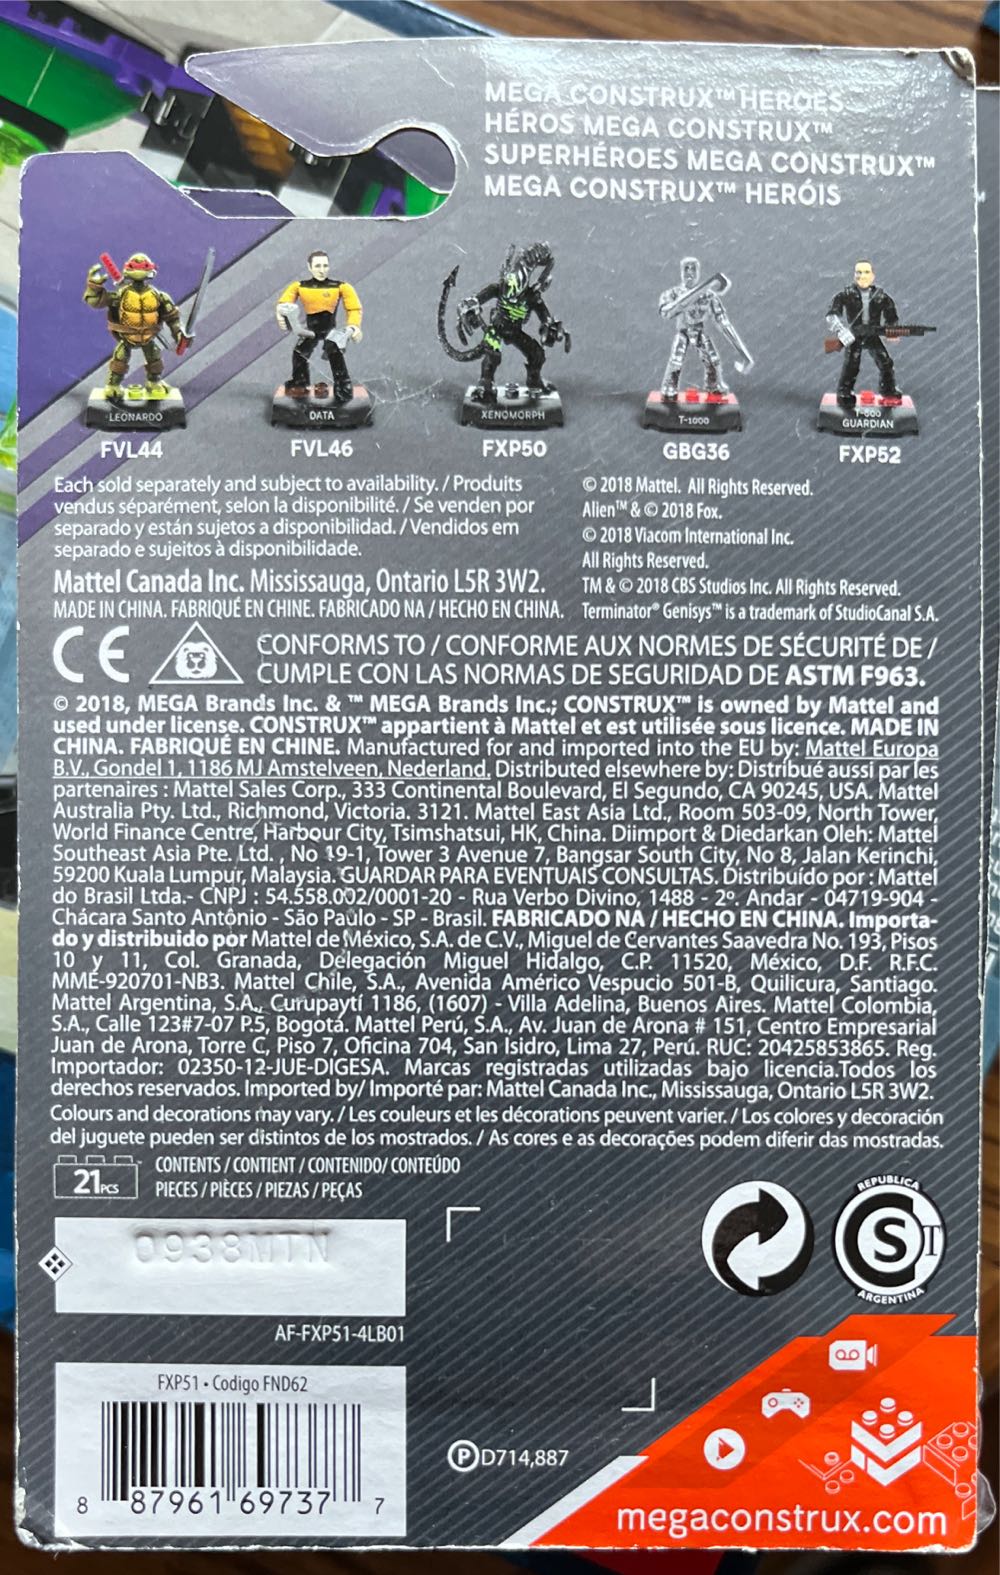 MEGA CONSTRUX™ HEROES
HÉROS MEGA CONSTRUX™
SUPERHÉROES MEGA CONSTRUX™
MEGA CONSTRUX™ HERÓIS
LEONARDO
DATA
XENOMORPH
T-1000
T-800
GUARDIAN
FVL44
FVL46
FXP50
GBG36
FXP52
Each sold separately and subject to availability. / Produits
vendus séparément, selon la disponibilité. / Se venden por
separado y están sujetos a disponibilidad. / Vendidos em
separado e sujeitos à disponibilidade.
Mattel Canada Inc. Mississauga, Ontario L5R 3W2.
MADE IN CHINA. FABRIQUÉ EN CHINE. FABRICADO NA / HECHO EN CHINA.
© 2018 Mattel. All Rights Reserved.
Alien™ & © 2018 Fox.
© 2018 Viacom International Inc.
All Rights Reserved.
TM & © 2018 CBS Studios Inc. All Rights Reserved.
Terminator® Genisys™ is a trademark of StudioCanal S.A.
CE
CONFORMS TO / CONFORME AUX NORMES DE SÉCURITÉ DE /
CUMPLE CON LAS NORMAS DE SEGURIDAD DE ASTM F963.
© 2018, MEGA Brands Inc. & ™ MEGA Brands Inc.; CONSTRUX™ is owned by Mattel and
used under license. CONSTRUX™ appartient à Mattel et est utilisée sous licence. MADE IN
CHINA. FABRIQUÉ EN CHINE. Manufactured for and imported into the EU by: Mattel Europa
B.V., Gondel 1, 1186 MJ Amstelveen, Nederland. Distributed elsewhere by: Distribué aussi par les
partenaires : Mattel Sales Corp., 333 Continental Boulevard, El Segundo, CA 90245, USA. Mattel
Australia Pty. Ltd., Richmond, Victoria. 3121. Mattel East Asia Ltd., Room 503-09, North Tower,
World Finance Centre, Harbour City, Tsimshatsui, HK, China. Diimport & Diedarkan Oleh: Mattel
Southeast Asia Pte. Ltd. , No 19-1, Tower 3 Avenue 7, Bangsar South City, No 8, Jalan Kerinchi,
59200 Kuala Lumpur, Malaysia. GUARDAR PARA EVENTUAIS CONSULTAS. Distribuído por : Mattel
do Brasil Ltda.- CNPJ : 54.558.002/0001-20 - Rua Verbo Divino, 1488 - 2º. Andar - 04719-904 -
Chácara Santo Antônio - São Paulo - SP - Brasil. FABRICADO NA / HECHO EN CHINA. Importa-
do y distribuido por Mattel de México, S.A. de C.V., Miguel de Cervantes Saavedra No. 193, Pisos
10 y 11, Col. Granada, Delegación Miguel Hidalgo, C.P. 11520, México, D.F. R.F.C.
MME-920701-NB3. Mattel Chile, S.A., Avenida Américo Vespucio 501-B, Quilicura, Santiago.
Mattel Argentina, S.A., Curupaytí 1186, (1607) - Villa Adelina, Buenos Aires. Mattel Colombia,
S.A., Calle 123#7-07 P.5, Bogotá. Mattel Perú, S.A., Av. Juan de Arona # 151, Centro Empresarial
Juan de Arona, Torre C, Piso 7, Oficina 704, San Isidro, Lima 27, Perú. RUC: 20425853865. Reg.
Importador: 02350-12-JUE-DIGESA. Marcas registradas utilizadas bajo licencia.Todos los
derechos reservados. Imported by/ Importé par: Mattel Canada Inc., Mississauga, Ontario L5R 3W2.
Colours and decorations may vary. / Les couleurs et les décorations peuvent varier. / Los colores y decoración
del juguete pueden ser distintos de los mostrados. / As cores e as decorações podem diferir das mostradas.
21PCS
CONTENTS / CONTIENT / CONTENIDO/ CONTEÚDO
PIECES / PIÈCES / PIEZAS / PEÇAS
0938MTN
AF-FXP51-4LB01
REPUBLICA
S T
ARGENTINA
FXP51 • Codigo FND62
8 87961 69737 7
P D714,887
megaconstrux.com